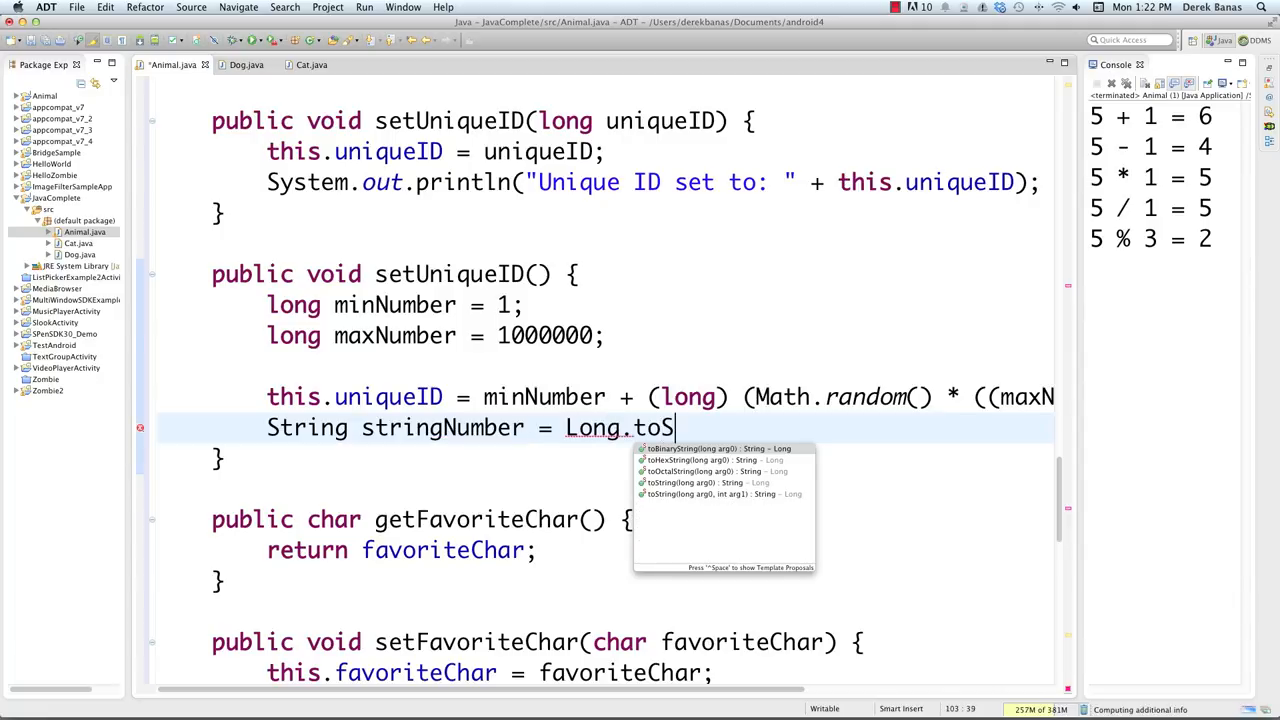 ADT File Edit Refactor Source Navigate Search Project Run Window Help
10 Mon 1:22 PM Derek Banas
Java - JavaComplete/src/Animal.java - ADT - /Users/derekbanas/Documents/android4
Quick Access Java DDMS
Package Exp
*Animal.java Dog.java Cat.java
Animal
appcompat_v7
appcompat_v7_2
appcompat_v7_3
appcompat_v7_4
BridgeSample
HelloWorld
HelloZombie
ImageFilterSampleApp
JavaComplete
src
(default package)
Animal.java
Cat.java
Dog.java
JRE System Library [Ja
ListPickerExample2Activi
MediaBrowser
MultiWindowSDKExample
MusicPlayerActivity
SlookActivity
SPenSDK30_Demo
TestAndroid
TextGroupActivity
VideoPlayerActivity
Zombie
Zombie2
public void setUniqueID(long uniqueID) {
this.uniqueID = uniqueID;
System.out.println("Unique ID set to: " + this.uniqueID);
}
public void setUniqueID() {
long minNumber = 1;
long maxNumber = 1000000;
this.uniqueID = minNumber + (long) (Math.random() * ((maxN
String stringNumber = Long.toS
}
toBinaryString(long arg0) : String - Long
toHexString(long arg0) : String - Long
toOctalString(long arg0) : String - Long
toString(long arg0) : String - Long
toString(long arg0, int arg1) : String - Long
Press '^Space' to show Template Proposals
public char getFavoriteChar() {
return favoriteChar;
}
public void setFavoriteChar(char favoriteChar) {
this.favoriteChar = favoriteChar;
Console
<terminated> Animal (1) [Java Application] /S
5 + 1 = 6
5 - 1 = 4
5 * 1 = 5
5 / 1 = 5
5 % 3 = 2
Writable Smart Insert 103 : 39 257M of 381M Computing additional info